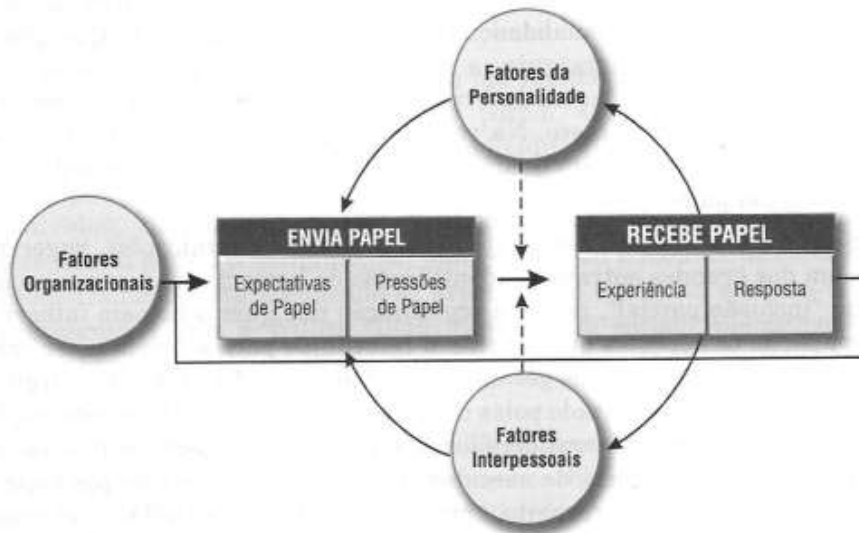 Fatores da
Personalidade
ENVIA PAPEL
RECEBE PAPEL
Fatores
Organizacionais
Expectativas
de Papel
Pressões
de Papel
Experiência
Resposta
Fatores
Interpessoais